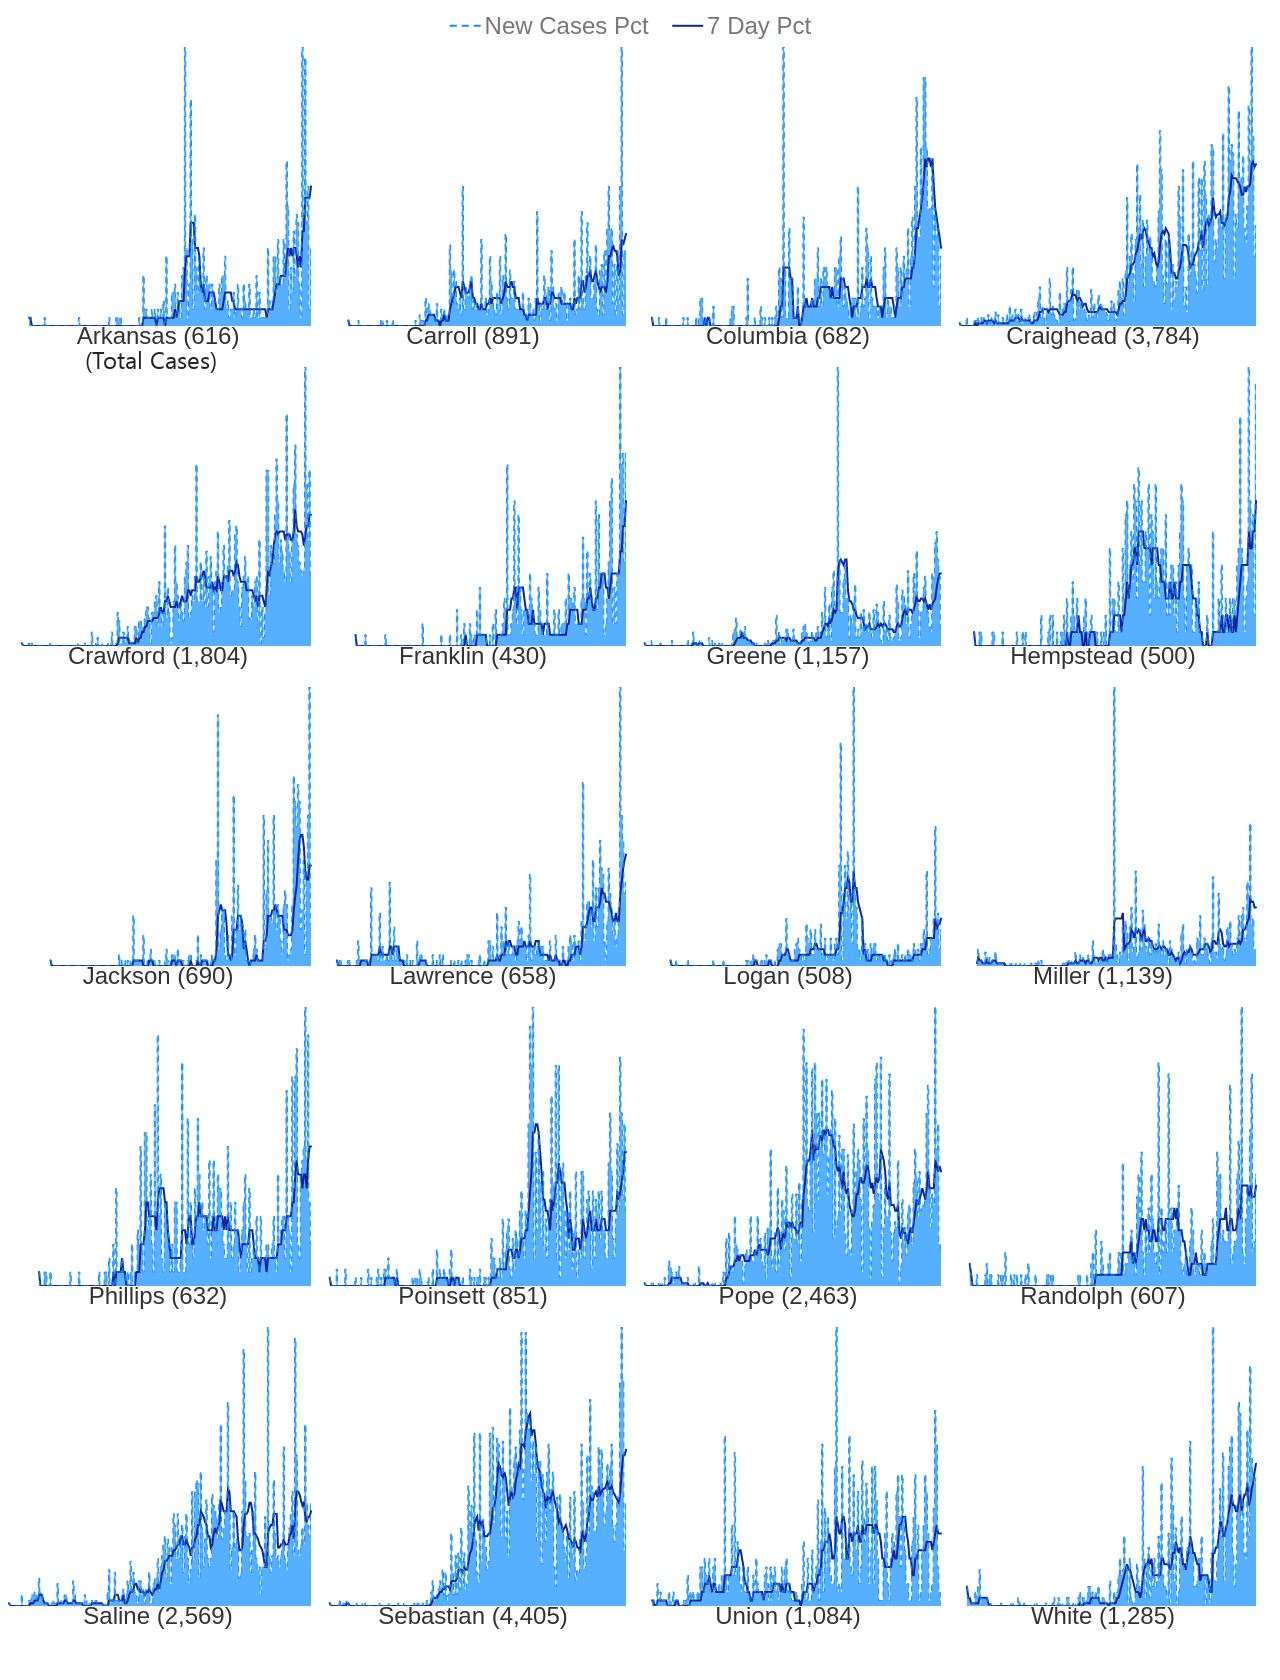 New Cases Pct 7 Day Pct
Arkansas (616) Carroll (891) Columbia (682) Craighead (3,784)
(Total Cases)
Crawford (1,804) Franklin (430) Greene (1,157) Hempstead (500)
Jackson (690) Lawrence (658) Logan (508) Miller (1,139)
Phillips (632) Poinsett (851) Pope (2,463) Randolph (607)
Saline (2,569) Sebastian (4,405) Union (1,084) White (1,285)